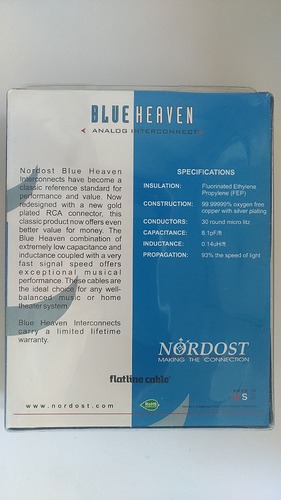 BLUE HEAVEN
ANALOG INTERCONNECTS
Nordost Blue Heaven
Interconnects have become a
classic reference standard for
performance and value. Now
redesigned with a new gold
plated RCA connector, this
classic product now offers even
better value for money. The
Blue Heaven combination of
extremely low capacitance and
inductance coupled with a very
fast signal speed offers
exceptional musical
performance. These cables are
the ideal choice for any well-
balanced music or home
theater system.
Blue Heaven Interconnects
carry a limited lifetime
warranty.
SPECIFICATIONS
INSULATION: Fluorinated Ethylene
Propylene (FEP)
CONSTRUCTION: 99.99999% oxygen free
copper with silver plating
CONDUCTORS: 30 round micro litz
CAPACITANCE: 8.1pF/ft
INDUCTANCE: 0.14uH/ft
PROPAGATION: 93% the speed of light
NORDOST
MAKING THE CONNECTION
flatline cable®
www.nordost.com
RoHS